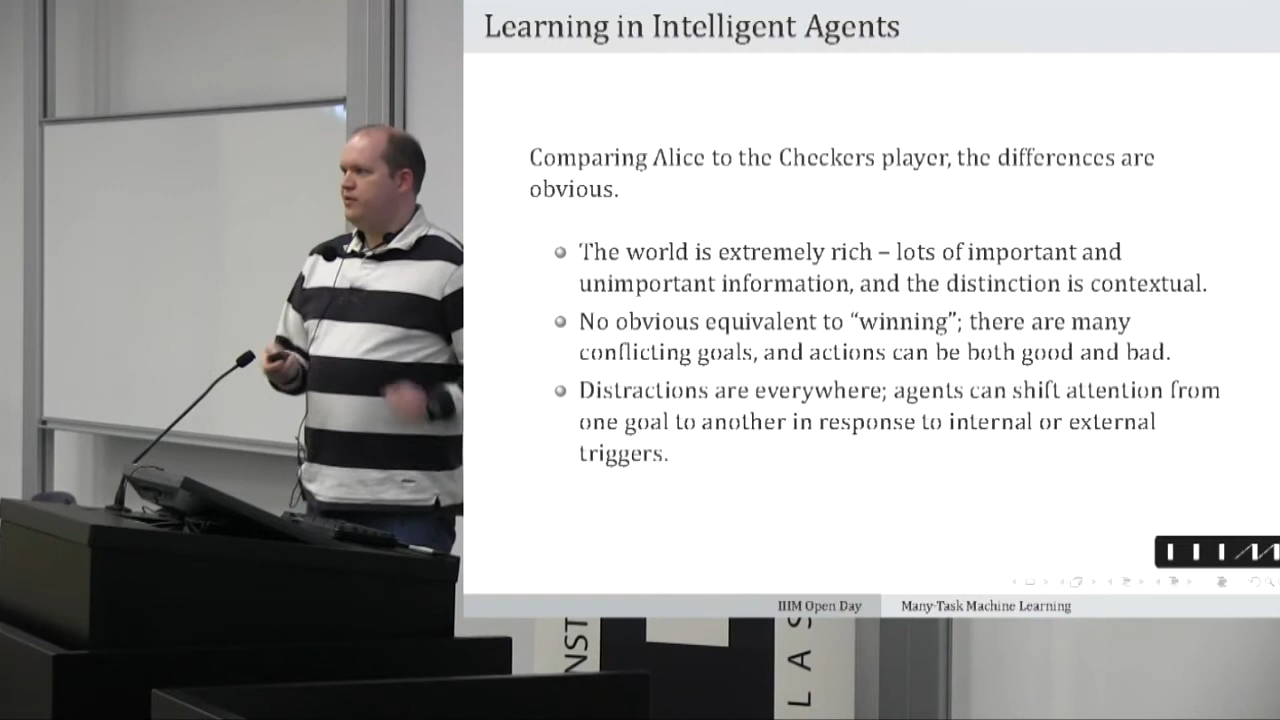 Learning in Intelligent Agents
Comparing Alice to the Checkers player, the differences are
obvious.
The world is extremely rich – lots of important and
unimportant information, and the distinction is contextual.
No obvious equivalent to “winning”; there are many
conflicting goals, and actions can be both good and bad.
Distractions are everywhere; agents can shift attention from
one goal to another in response to internal or external
triggers.
IIIM
IIIM Open Day
Many-Task Machine Learning
NST
LAS